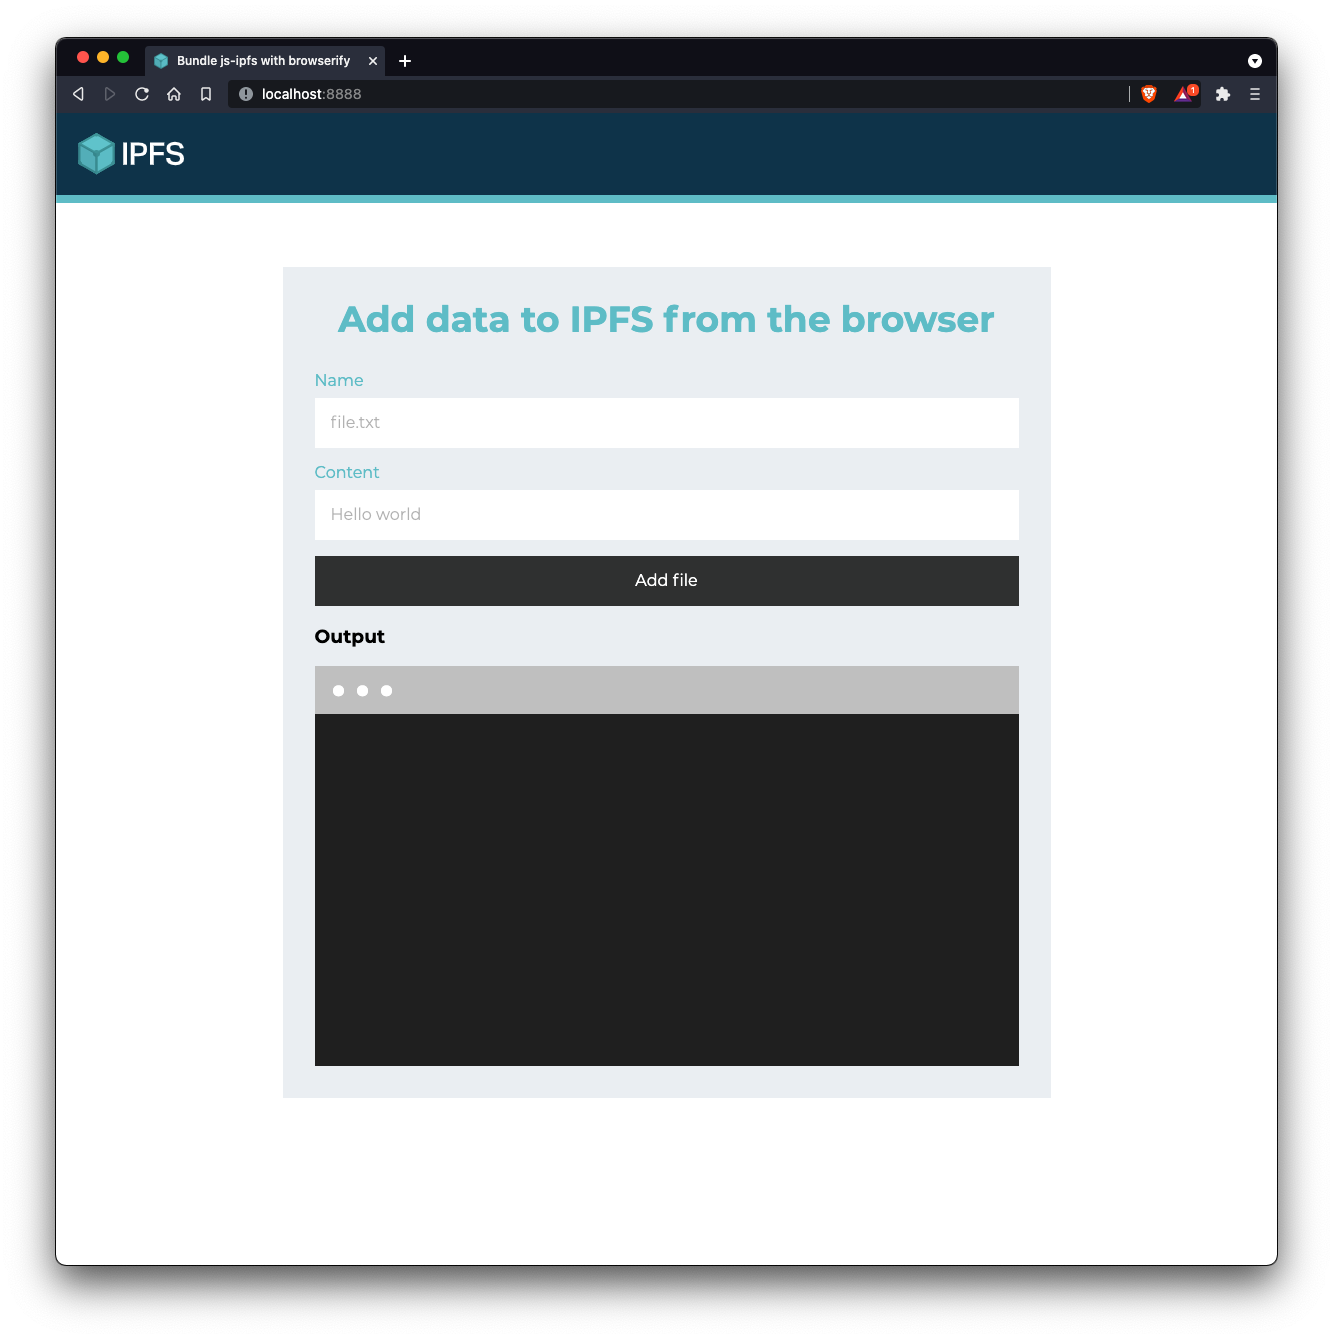 Bundle js-ipfs with browserify
localhost:8888
1
IPFS
Add data to IPFS from the browser
Name
file.txt
Content
Hello world
Add file
Output